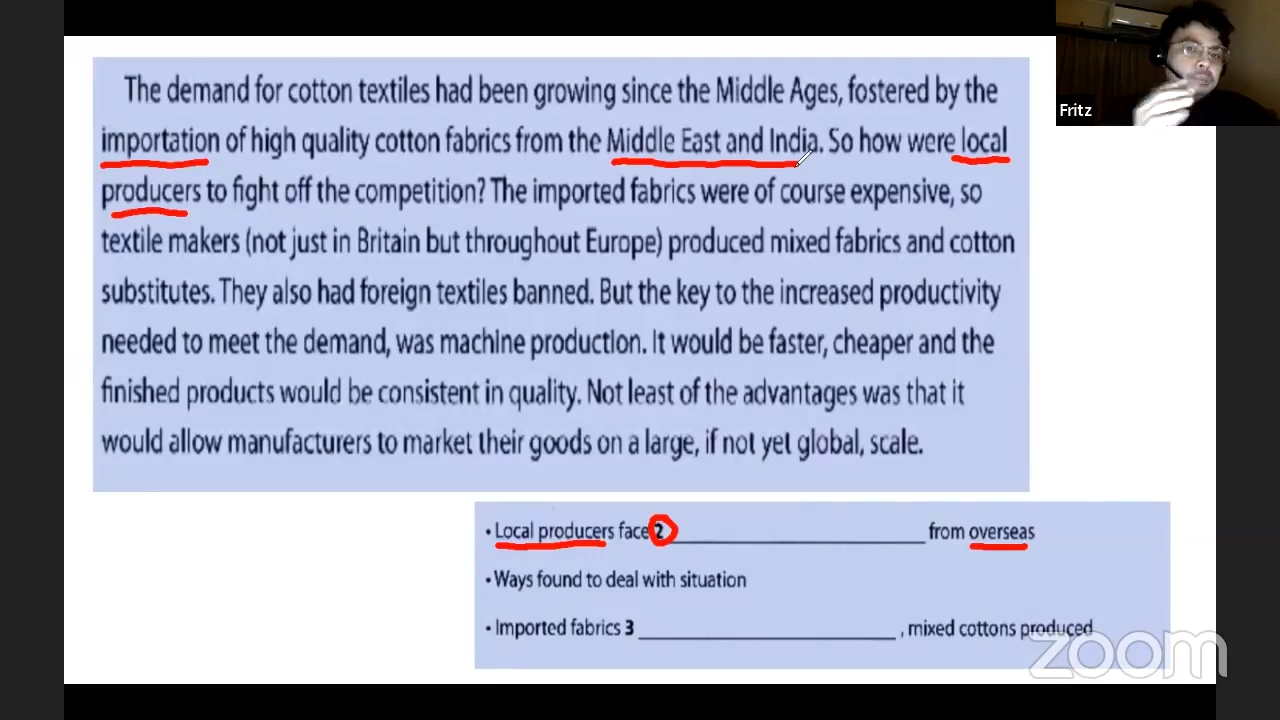 Fritz
The demand for cotton textiles had been growing since the Middle Ages, fostered by the
importation of high quality cotton fabrics from the Middle East and India. So how were local
producers to fight off the competition? The imported fabrics were of course expensive, so
textile makers (not just in Britain but throughout Europe) produced mixed fabrics and cotton
substitutes. They also had foreign textiles banned. But the key to the increased productivity
needed to meet the demand, was machine production. It would be faster, cheaper and the
finished products would be consistent in quality. Not least of the advantages was that it
would allow manufacturers to market their goods on a large, if not yet global, scale.
• Local producers face 2 ____________________ from overseas
• Ways found to deal with situation
• Imported fabrics 3 ____________________ , mixed cottons produced
zoom